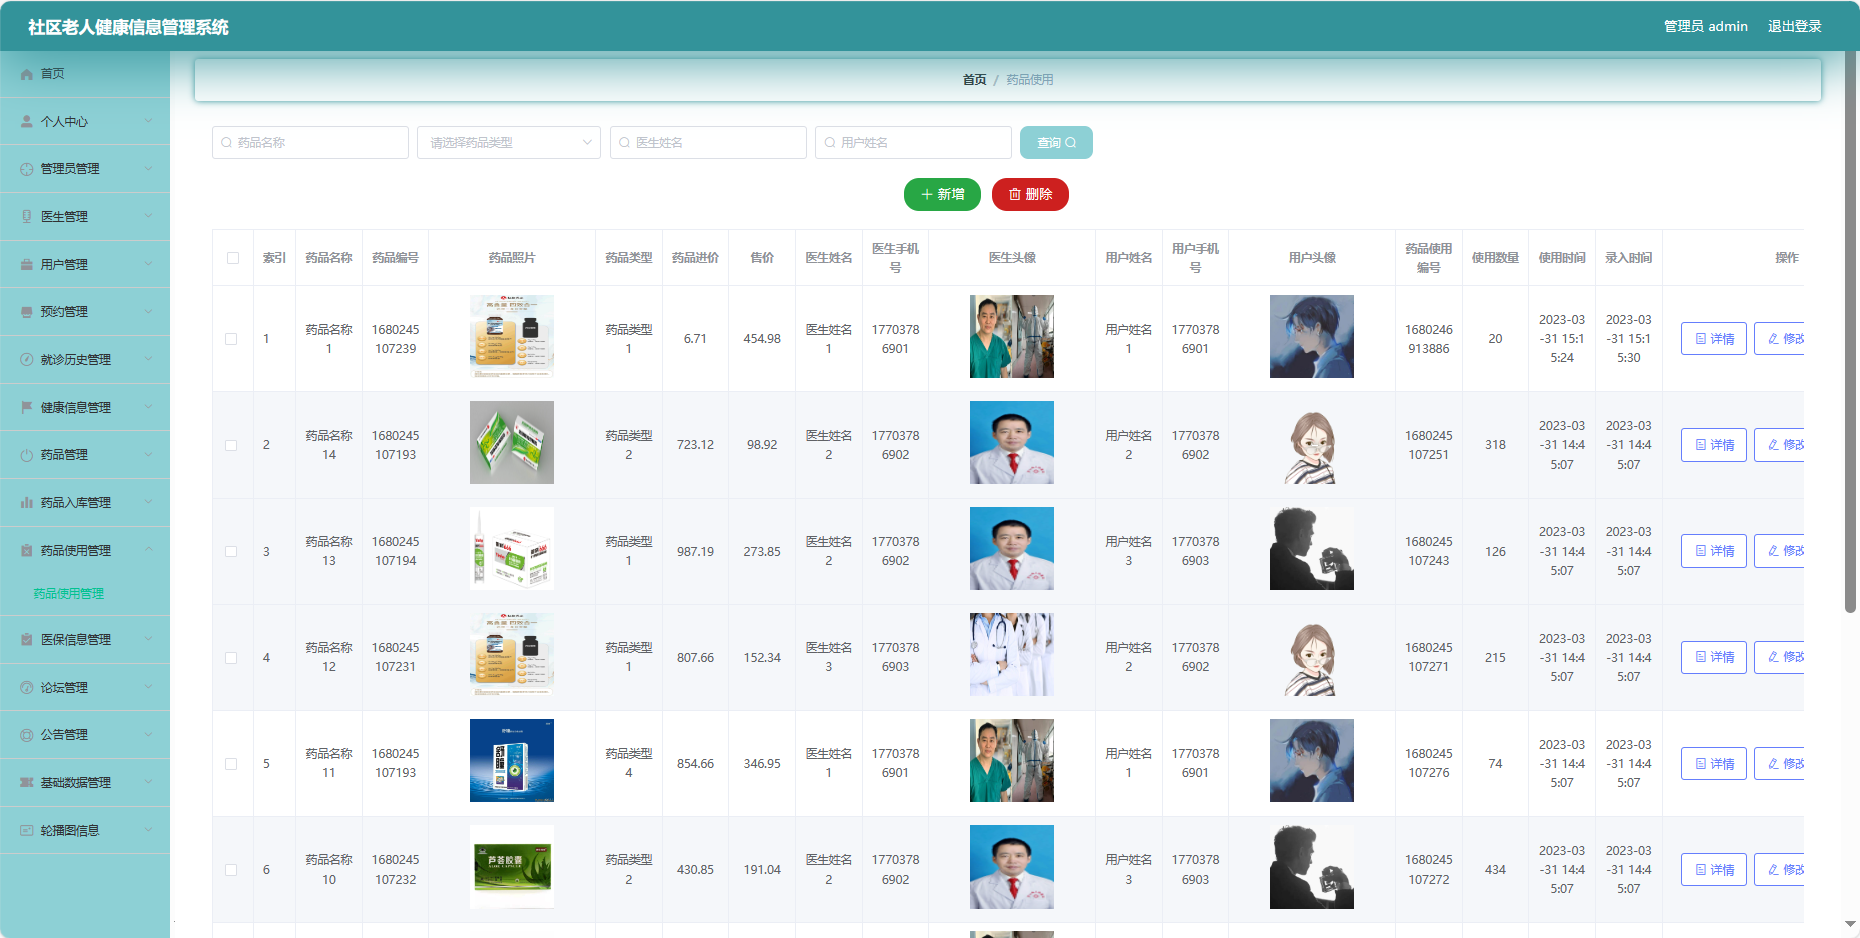 社区老人健康信息管理系统
管理员 admin 退出登录
首页
个人中心
管理员管理
医生管理
用户管理
预约管理
就诊历史管理
健康信息管理
药品管理
药品入库管理
药品使用管理
药品使用管理
医保信息管理
论坛管理
公告管理
基础数据管理
轮播图信息
首页 / 药品使用
药品名称 请选择药品类型 医生姓名 用户姓名 查询
新增 删除
索引 药品名称 药品编号 药品照片 药品类型 药品进价 售价 医生姓名 医生手机号 医生头像 用户姓名 用户手机号 用户头像 药品使用编号 使用数量 使用时间 录入时间 操作
1 药品名称1 1680245107239 药品类型1 6.71 454.98 医生姓名1 17703786901 用户姓名1 17703786901 1680246913886 20 2023-03-31 15:15:24 2023-03-31 15:15:30 详情 修改
2 药品名称14 1680245107193 药品类型2 723.12 98.92 医生姓名2 17703786902 用户姓名2 17703786902 1680245107251 318 2023-03-31 14:45:07 2023-03-31 14:45:07 详情 修改
3 药品名称13 1680245107194 药品类型1 987.19 273.85 医生姓名2 17703786902 用户姓名3 17703786903 1680245107243 126 2023-03-31 14:45:07 2023-03-31 14:45:07 详情 修改
4 药品名称12 1680245107231 药品类型1 807.66 152.34 医生姓名3 17703786903 用户姓名2 17703786902 1680245107271 215 2023-03-31 14:45:07 2023-03-31 14:45:07 详情 修改
5 药品名称11 1680245107193 药品类型4 854.66 346.95 医生姓名1 17703786901 用户姓名1 17703786901 1680245107276 74 2023-03-31 14:45:07 2023-03-31 14:45:07 详情 修改
6 药品名称10 1680245107232 芦荟胶囊 药品类型2 430.85 191.04 医生姓名2 17703786902 用户姓名3 17703786903 1680245107272 434 2023-03-31 14:45:07 2023-03-31 14:45:07 详情 修改